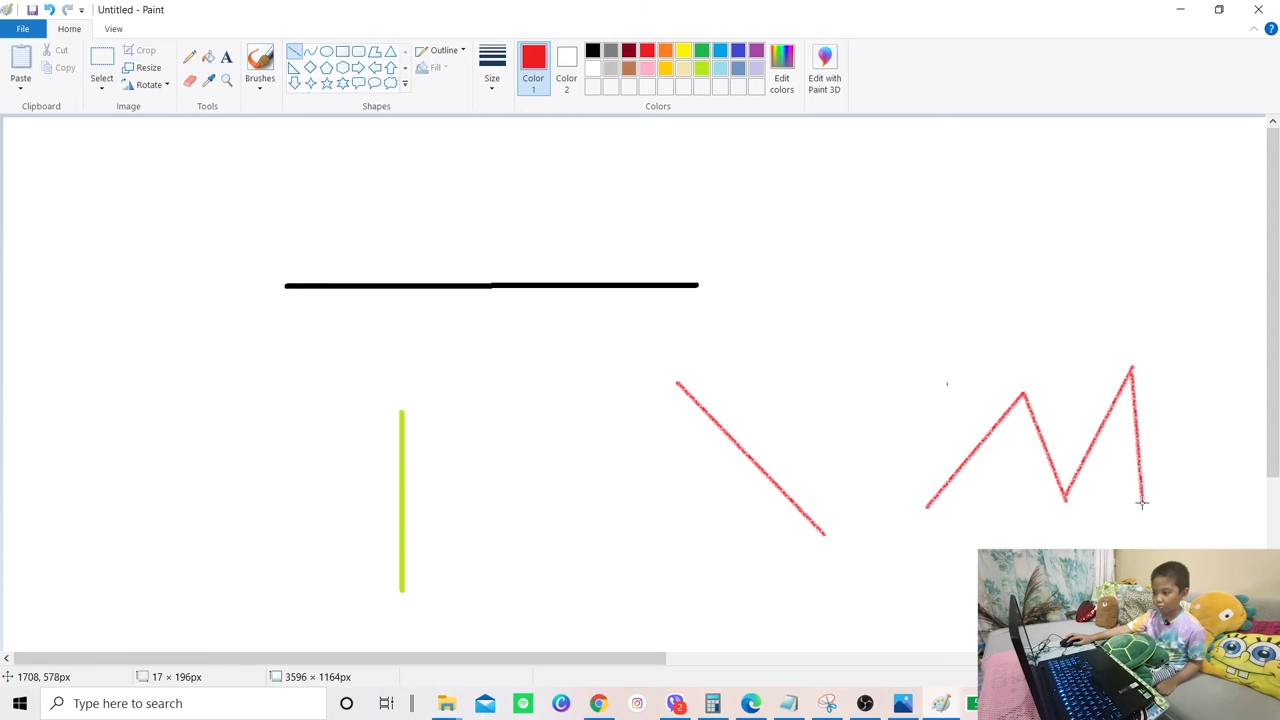 Untitled - Paint
File
Home
View
Paste
Cut
Copy
Clipboard
Select
Crop
Resize
Rotate
Image
A
Tools
Brushes
Outline
Fill
Shapes
Size
Color
1
Color
2
Edit
colors
Colors
Edit with
Paint 3D
?
1708, 578px
17 × 196px
3596 × 1164px
Type here to search
2